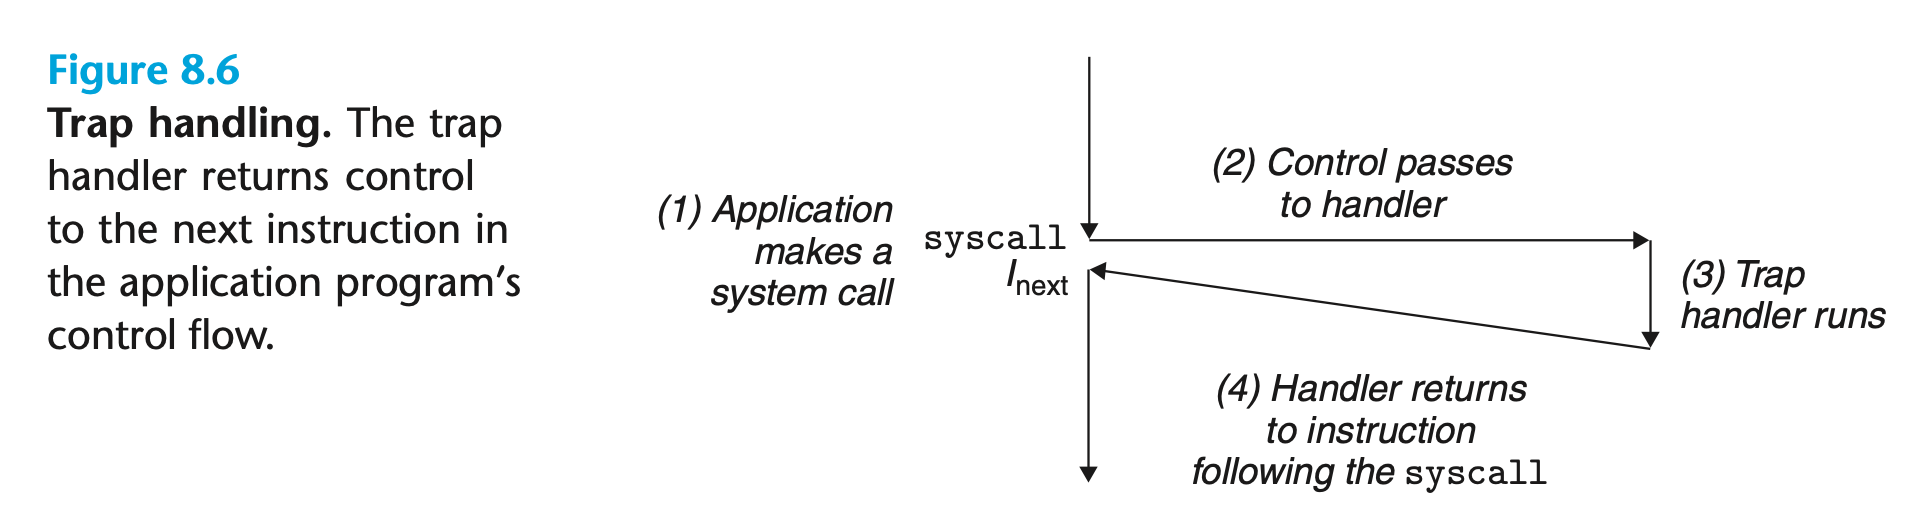 Figure 8.6
Trap handling. The trap
handler returns control
to the next instruction in
the application program’s
control flow.
(1) Application
makes a
system call
syscall
Inext
(2) Control passes
to handler
(3) Trap
handler runs
(4) Handler returns
to instruction
following the syscall